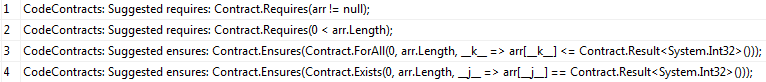 1 CodeContracts: Suggested requires: Contract.Requires(arr != null);
2 CodeContracts: Suggested requires: Contract.Requires(0 < arr.Length);
3 CodeContracts: Suggested ensures: Contract.Ensures(Contract.ForAll(0, arr.Length, __k__ => arr[__k__] <= Contract.Result<System.Int32>()));
4 CodeContracts: Suggested ensures: Contract.Ensures(Contract.Exists(0, arr.Length, __j__ => arr[__j__] == Contract.Result<System.Int32>()));